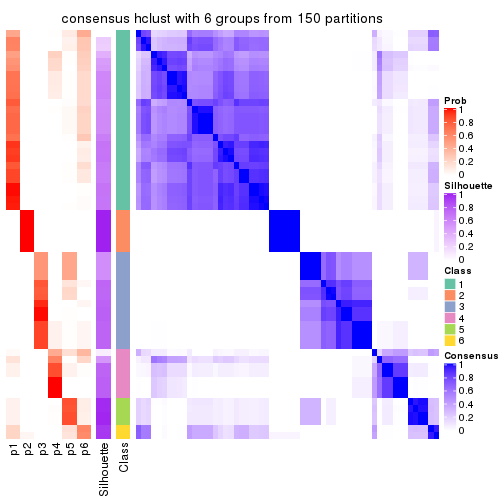 consensus hclust with 6 groups from 150 partitions
Prob
1
0.8
0.6
0.4
0.2
0
Silhouette
1
0.8
0.6
0.4
0.2
0
Class
1
2
3
4
5
6
Consensus
1
0.8
0.6
0.4
0.2
0
p1
p2
p3
p4
p5
p6
Silhouette
Class